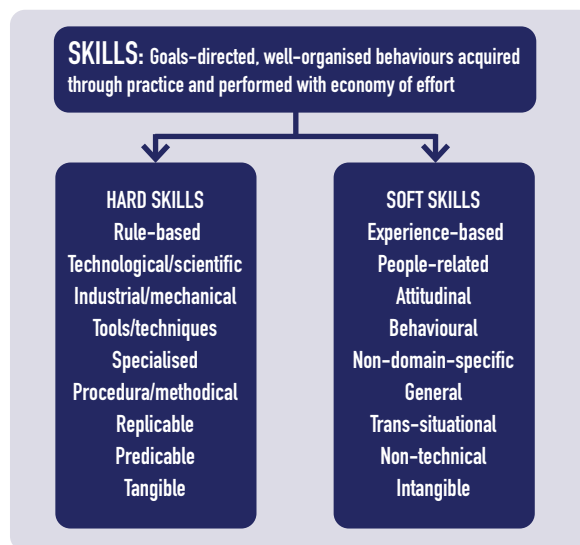 SKILLS: Goals-directed, well-organised behaviours acquired
through practice and performed with economy of effort
HARD SKILLS
Rule-based
Technological/scientific
Industrial/mechanical
Tools/techniques
Specialised
Procedura/methodical
Replicable
Predicable
Tangible
SOFT SKILLS
Experience-based
People-related
Attitudinal
Behavioural
Non-domain-specific
General
Trans-situational
Non-technical
Intangible